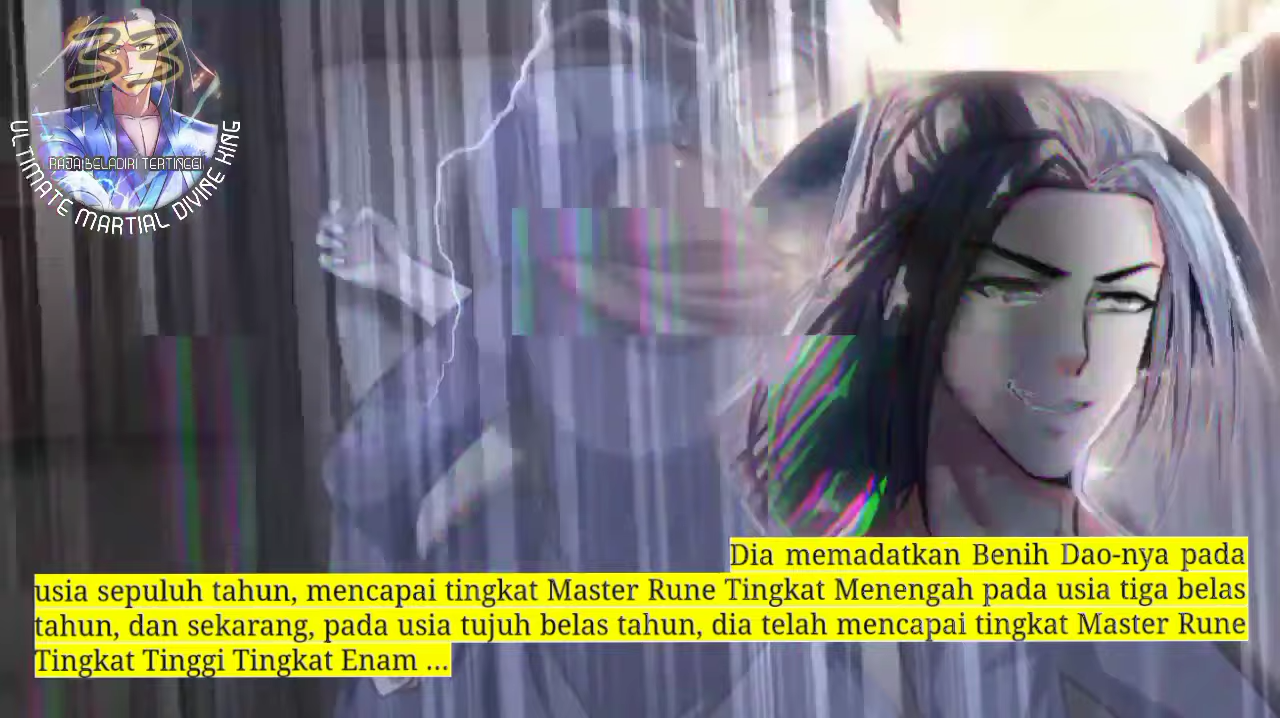 33
RAJA BELADIRI TERTINGGI
ULTIMATE MARTIAL DIVINE KING
Dia memadatkan Benih Dao-nya pada
usia sepuluh tahun, mencapai tingkat Master Rune Tingkat Menengah pada usia tiga belas
tahun, dan sekarang, pada usia tujuh belas tahun, dia telah mencapai tingkat Master Rune
Tingkat Tinggi Tingkat Enam ...